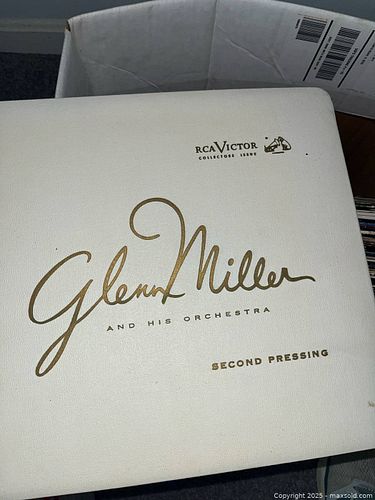 RCA VICTOR
COLLECTORS ISSUE
Glenn Miller
AND HIS ORCHESTRA
SECOND PRESSING
Copyright 2025 - maxsold.com